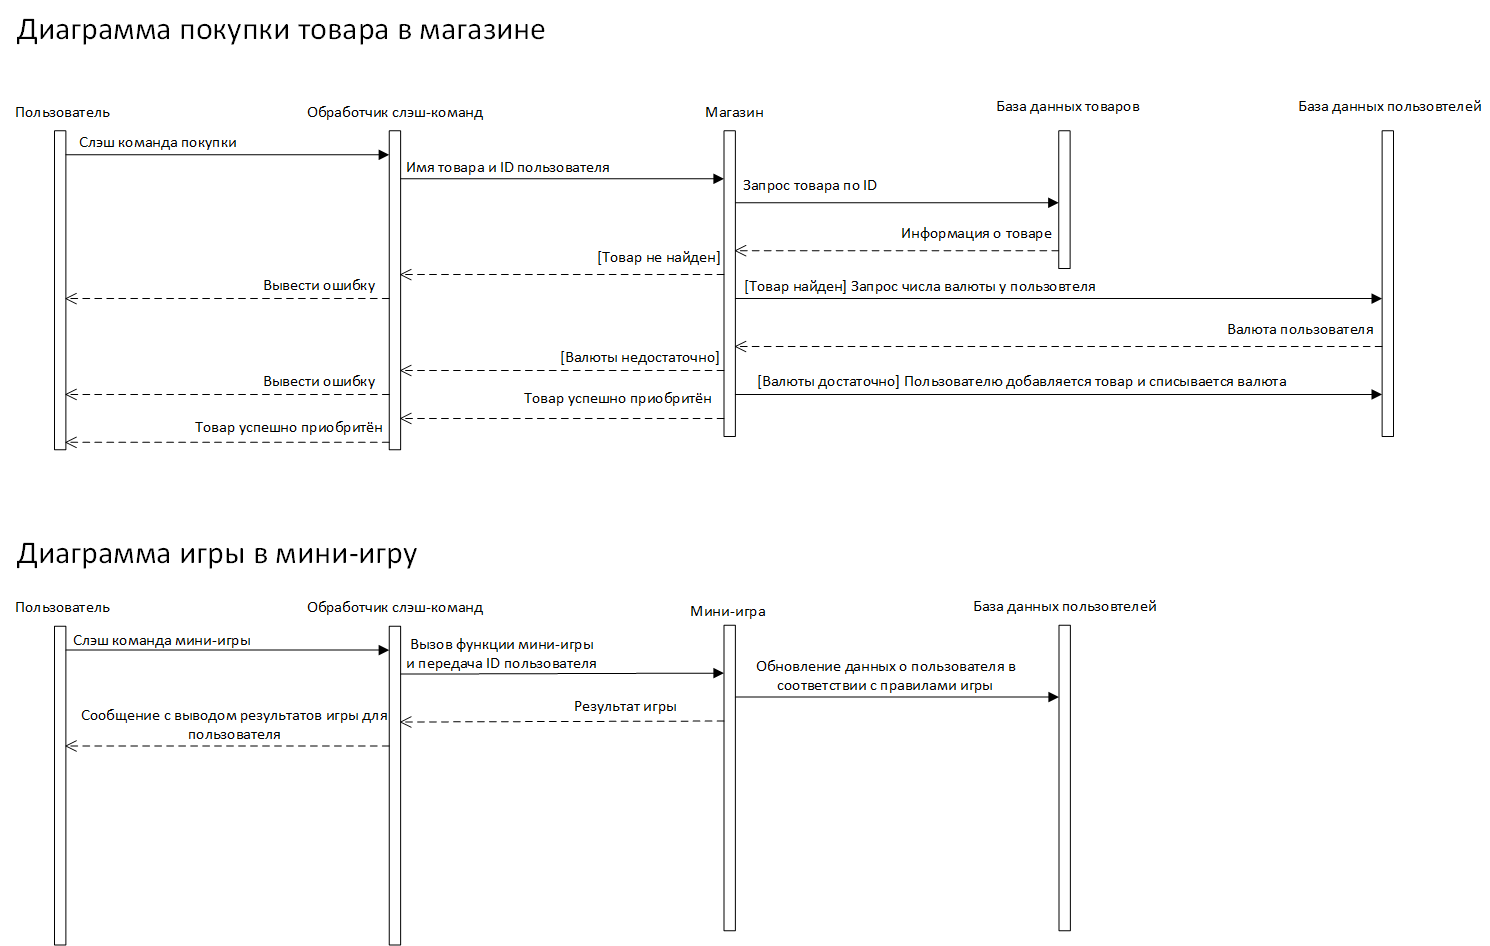 Диаграмма покупки товара в магазине
Пользователь
Обработчик слэш-команд
Магазин
База данных товаров
База данных пользовтелей
Слэш команда покупки
Имя товара и ID пользователя
Запрос товара по ID
Информация о товаре
[Товар не найден]
Вывести ошибку
[Товар найден] Запрос числа валюты у пользовтеля
Валюта пользователя
[Валюты недостаточно]
Вывести ошибку
[Валюты достаточно] Пользователю добавляется товар и списывается валюта
Товар успешно приобритён
Товар успешно приобритён
Диаграмма игры в мини-игру
Пользователь
Обработчик слэш-команд
Мини-игра
База данных пользовтелей
Слэш команда мини-игры
Вызов функции мини-игры
и передача ID пользователя
Обновление данных о пользователя в
соответствии с правилами игры
Результат игры
Сообщение с выводом результатов игры для
пользователя